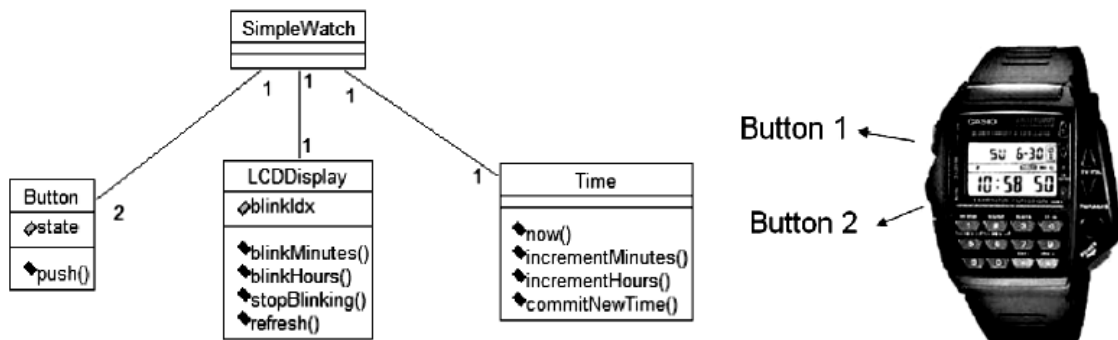 SimpleWatch
1
1
1
2
1
1
Button
state
push()
LCDDisplay
blinkIdx
blinkMinutes()
blinkHours()
stopBlinking()
refresh()
Time
now()
incrementMinutes()
incrementHours()
commitNewTime()
Button 1
Button 2
CASIO
SU 6-30
10:58 50